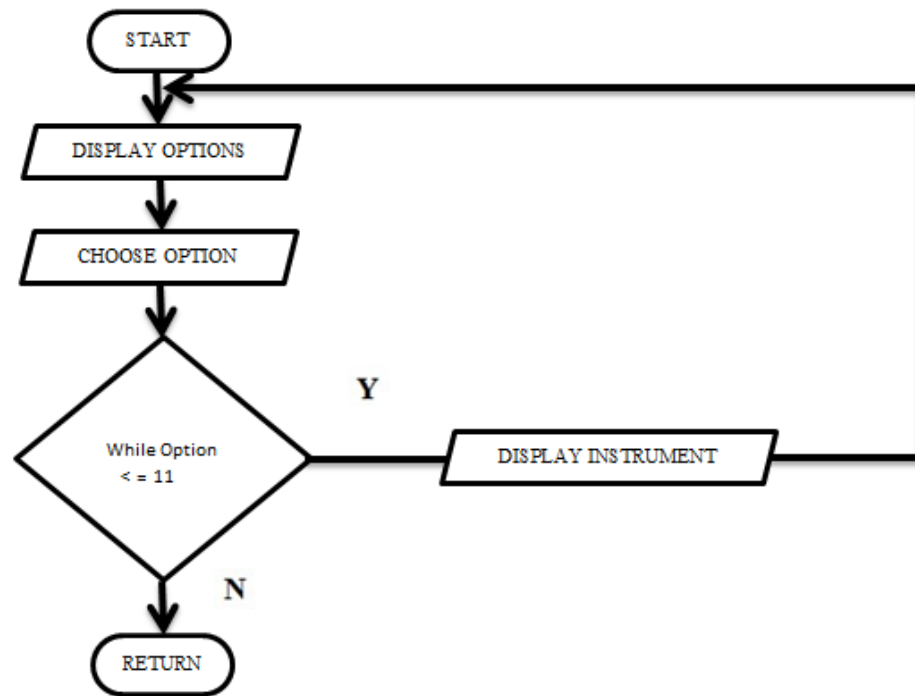 START
DISPLAY OPTIONS
CHOOSE OPTION
Y
While Option
< = 11
DISPLAY INSTRUMENT
N
RETURN